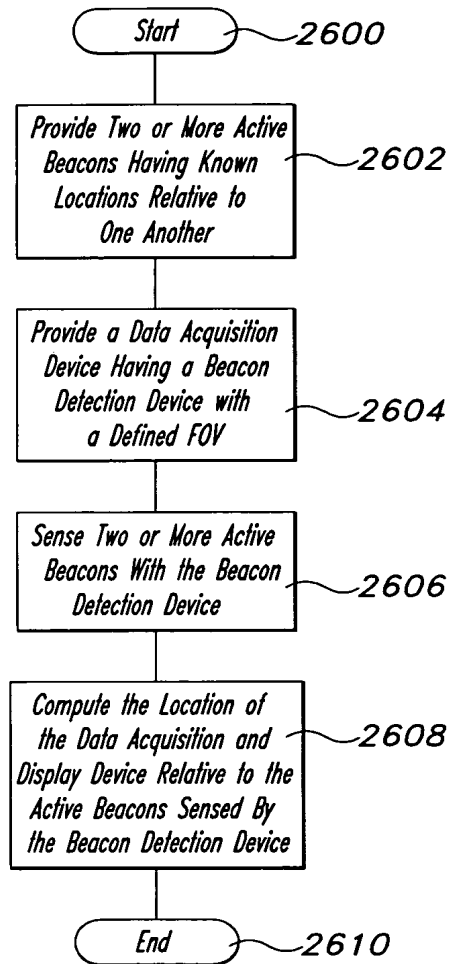 Start
2600
Provide Two or More Active
Beacons Having Known
Locations Relative to
One Another
2602
Provide a Data Acquisition
Device Having a Beacon
Detection Device with
a Defined FOV
2604
Sense Two or More Active
Beacons With the Beacon
Detection Device
2606
Compute the Location of
the Data Acquisition and
Display Device Relative to the
Active Beacons Sensed By
the Beacon Detection Device
2608
End
2610